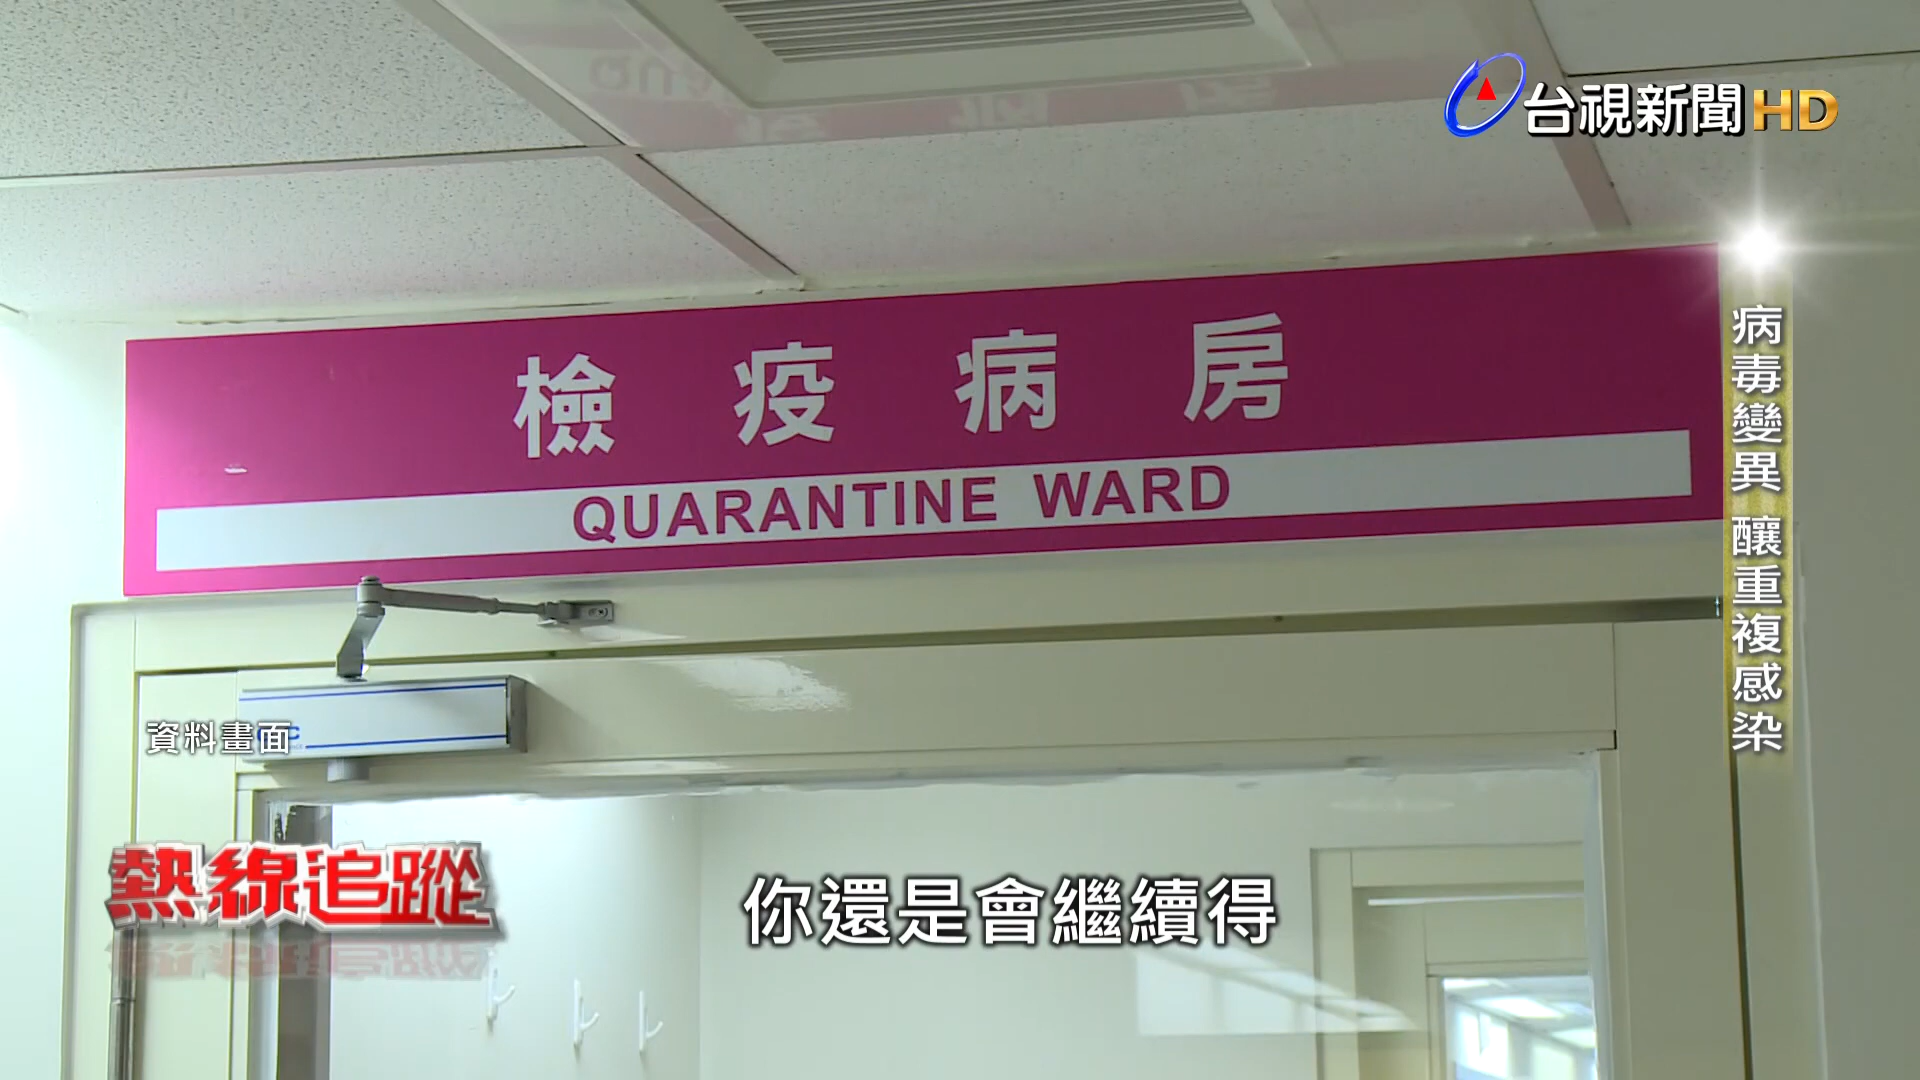 台視新聞HD
檢疫病房
QUARANTINE WARD
病毒變異 釀重複感染
資料畫面
熱線追蹤
你還是會繼續得